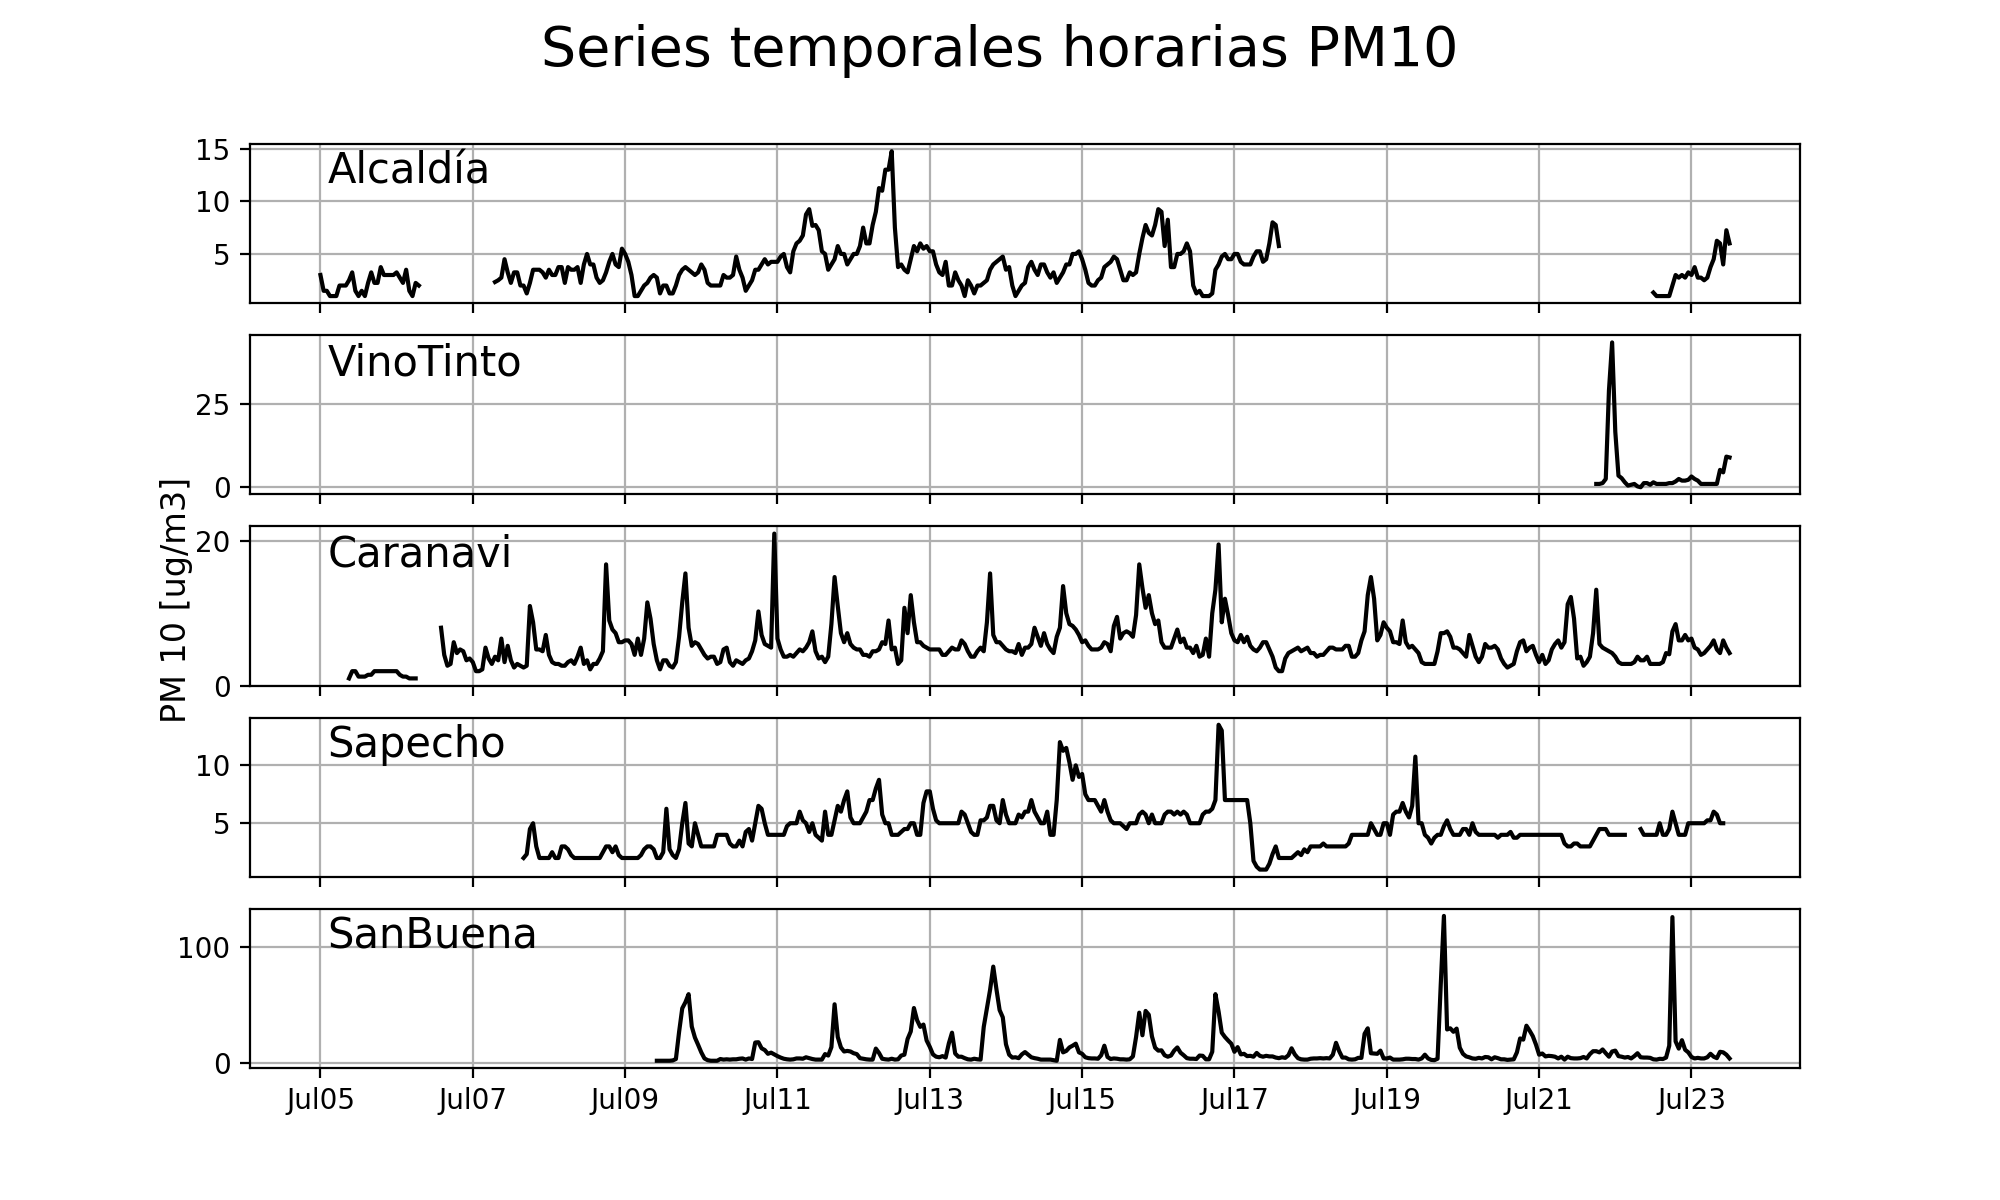 Series temporales horarias PM10
PM 10 [ug/m3]
Alcaldía
15
10
5
VinoTinto
25
0
Caranavi
20
0
Sapecho
10
5
SanBuena
100
0
Jul05 Jul07 Jul09 Jul11 Jul13 Jul15 Jul17 Jul19 Jul21 Jul23